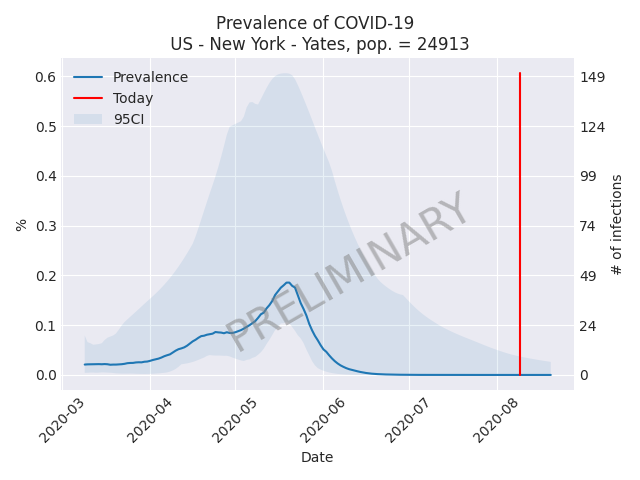 Prevalence of COVID-19
US - New York - Yates, pop. = 24913
Prevalence
Today
95CI
PRELIMINARY
%
0.6
0.5
0.4
0.3
0.2
0.1
0.0
149
124
99
74
49
24
0
# of infections
2020-03
2020-04
2020-05
2020-06
2020-07
2020-08
Date